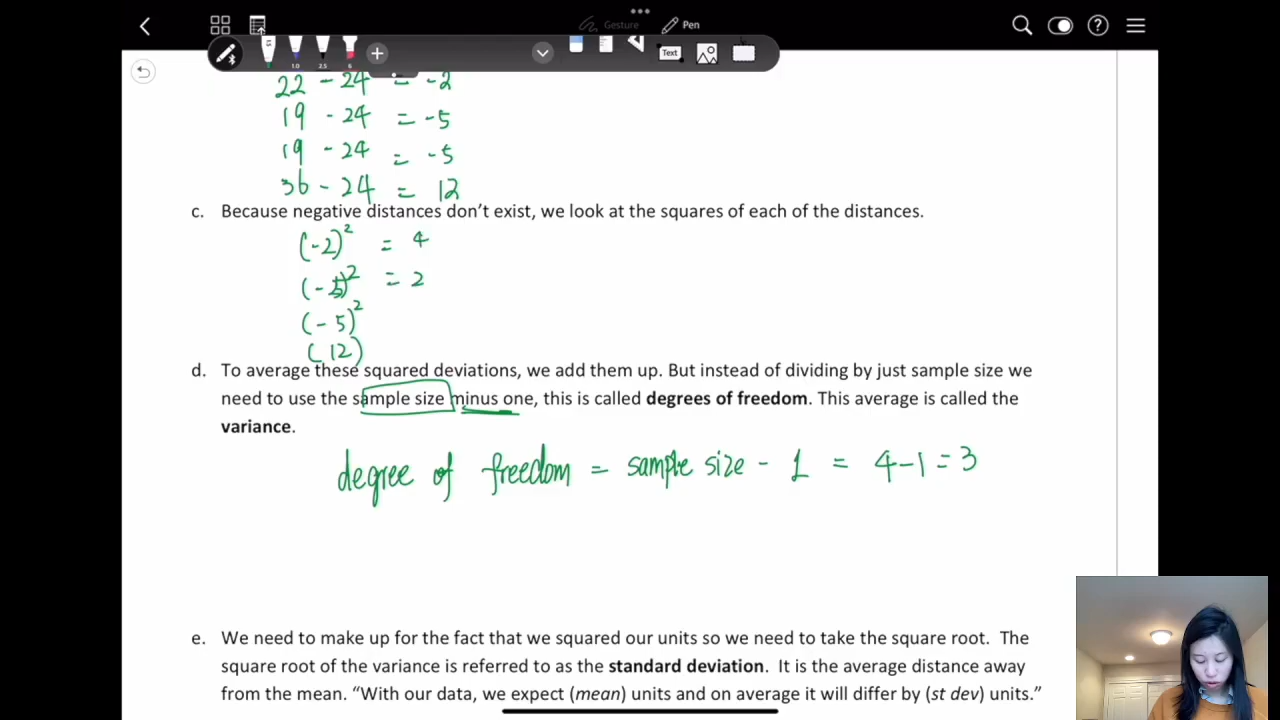 Gesture Pen
1.0 2.5 6 Text
22 - 24 = -2
19 - 24 = -5
19 - 24 = -5
36 - 24 = 12
c. Because negative distances don’t exist, we look at the squares of each of the distances.
(-2)² = 4
(-5)² = 2
(-5)²
(12)
d. To average these squared deviations, we add them up. But instead of dividing by just sample size we
need to use the sample size minus one, this is called degrees of freedom. This average is called the
variance.
degree of freedom = sample size - 1 = 4-1=3
e. We need to make up for the fact that we squared our units so we need to take the square root. The
square root of the variance is referred to as the standard deviation. It is the average distance away
from the mean. “With our data, we expect (mean) units and on average it will differ by (st dev) units.”